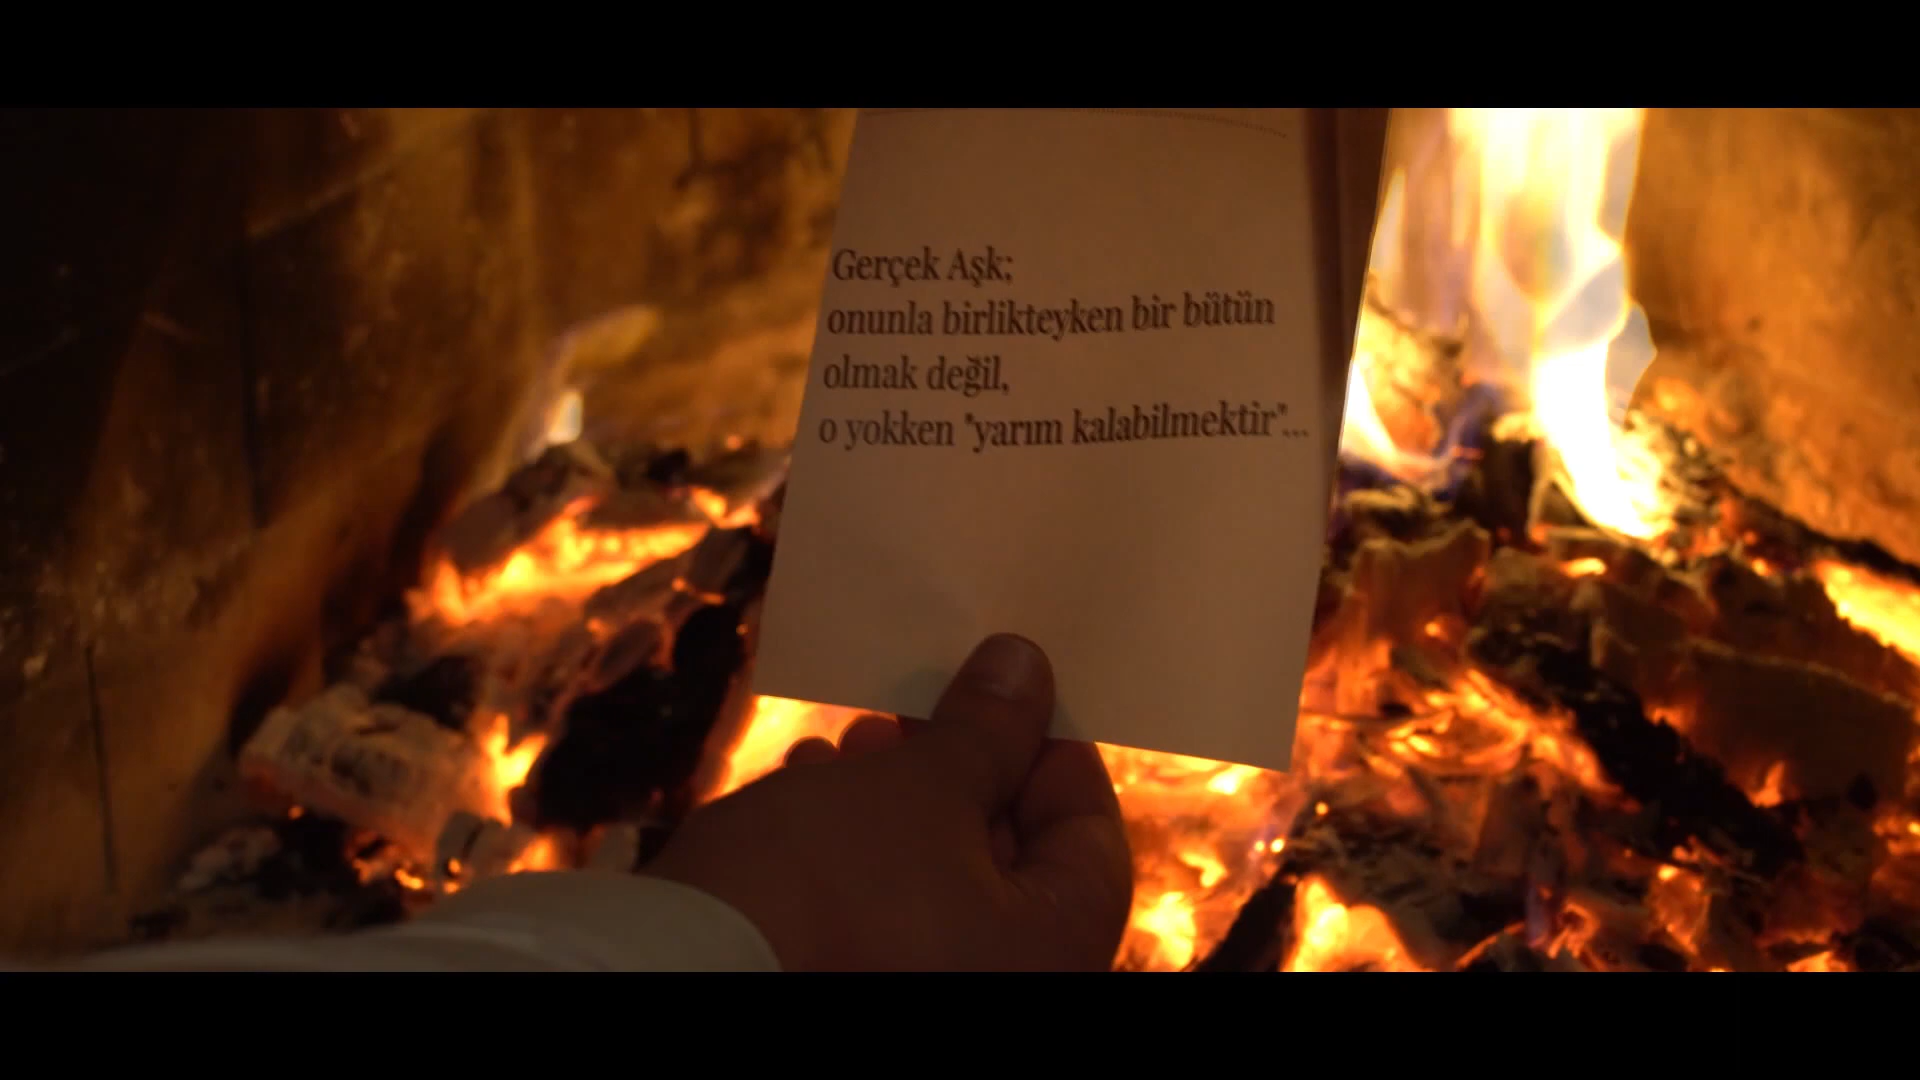 Gerçek Aşk;
onunla birlikteyken bir bütün
olmak değil,
o yokken "yarım kalabilmektir"...